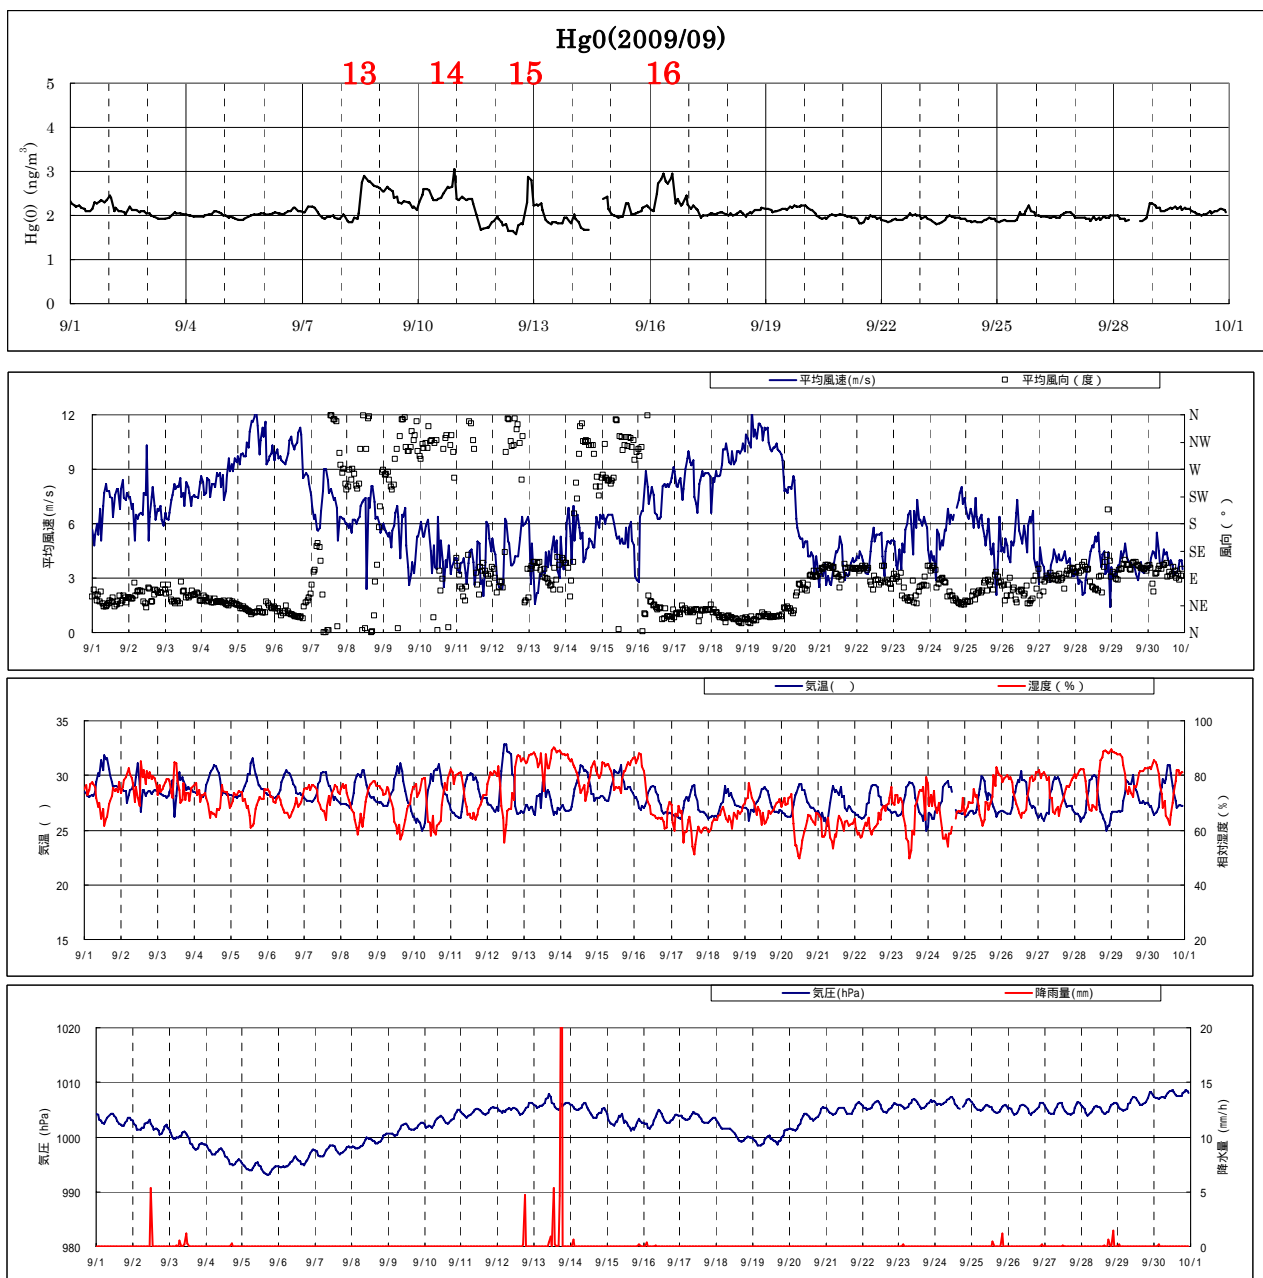 Hg0(2009/09)
13 14 15 16
Hg(0) (ng/m3)
5
4
3
2
1
0
9/1 9/4 9/7 9/10 9/13 9/16 9/19 9/22 9/25 9/28 10/1
平均風速(m/s) 平均風向(度)
平均風速(m/s)
12
9
6
3
0
N
NW
W
SW
S
SE
E
NE
N
風向(°)
9/1 9/2 9/3 9/4 9/5 9/6 9/7 9/8 9/9 9/10 9/11 9/12 9/13 9/14 9/15 9/16 9/17 9/18 9/19 9/20 9/21 9/22 9/23 9/24 9/25 9/26 9/27 9/28 9/29 9/30 10/
気温( ) 湿度(%)
気温( )
35
30
25
20
15
100
80
60
40
20
相対湿度(%)
9/1 9/2 9/3 9/4 9/5 9/6 9/7 9/8 9/9 9/10 9/11 9/12 9/13 9/14 9/15 9/16 9/17 9/18 9/19 9/20 9/21 9/22 9/23 9/24 9/25 9/26 9/27 9/28 9/29 9/30 10/1
気圧(hPa) 降雨量(mm)
気圧(hPa)
1020
1010
1000
990
980
20
15
10
5
0
降水量(mm/h)
9/1 9/2 9/3 9/4 9/5 9/6 9/7 9/8 9/9 9/10 9/11 9/12 9/13 9/14 9/15 9/16 9/17 9/18 9/19 9/20 9/21 9/22 9/23 9/24 9/25 9/26 9/27 9/28 9/29 9/30 10/1